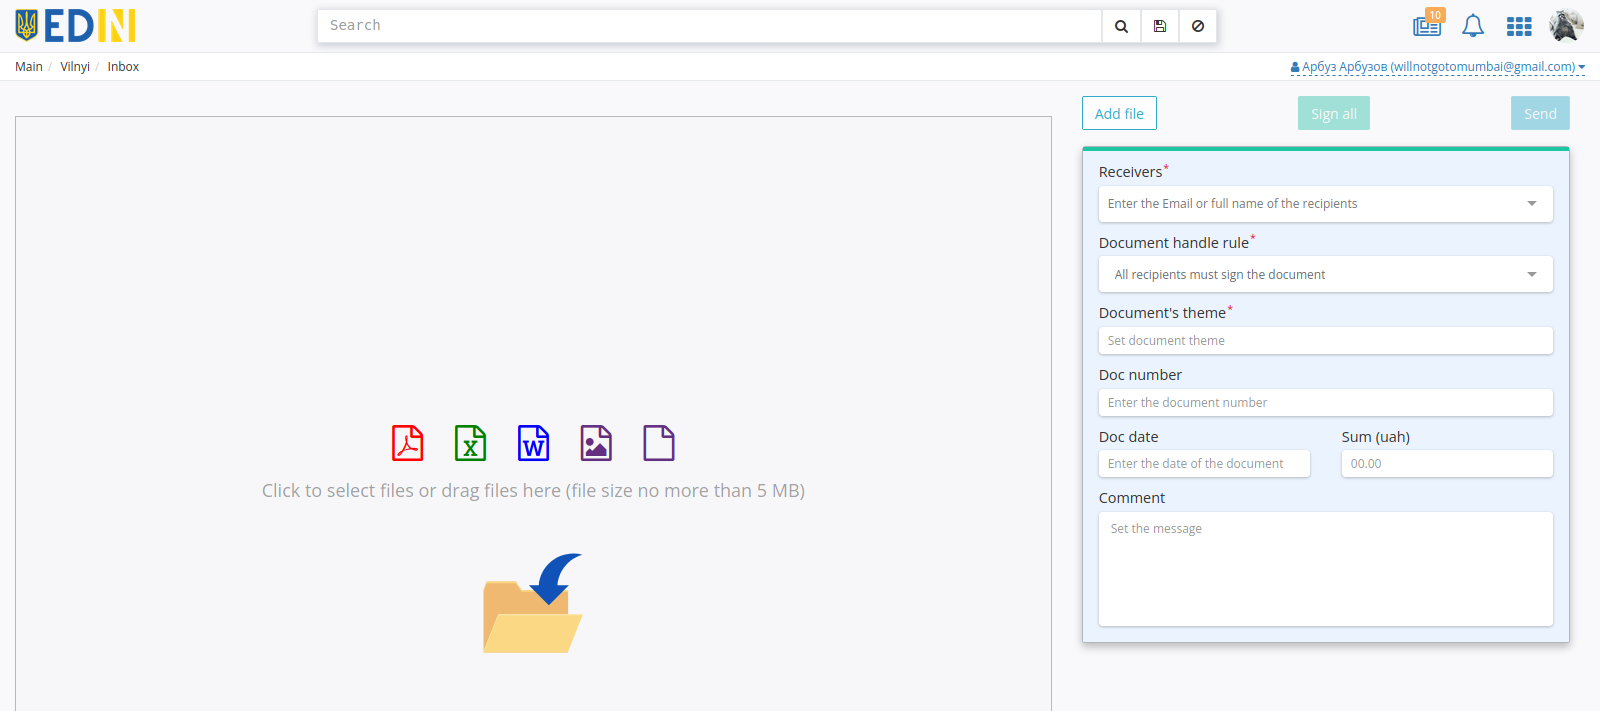 EDIN
Search
10
Main / Vilnyi / Inbox
Арбуз Арбузов (willnotgotomumbai@gmail.com)
Add file
Sign all
Send
Receivers*
Enter the Email or full name of the recipients
Document handle rule*
All recipients must sign the document
Document's theme*
Set document theme
Doc number
Enter the document number
Doc date
Sum (uah)
Enter the date of the document
00.00
Comment
Set the message
X
W
Click to select files or drag files here (file size no more than 5 MB)